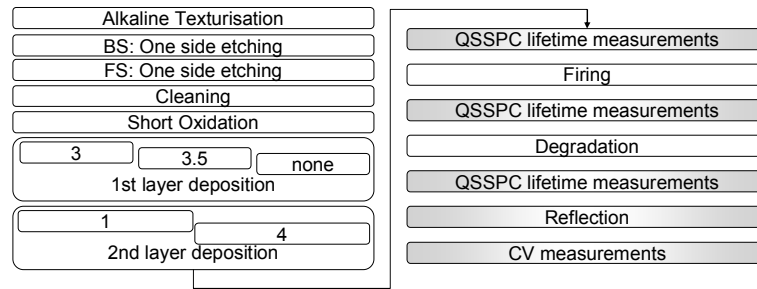 Alkaline Texturisation
BS: One side etching
FS: One side etching
Cleaning
Short Oxidation
3
3.5
none
1st layer deposition
1
4
2nd layer deposition
QSSPC lifetime measurements
Firing
QSSPC lifetime measurements
Degradation
QSSPC lifetime measurements
Reflection
CV measurements